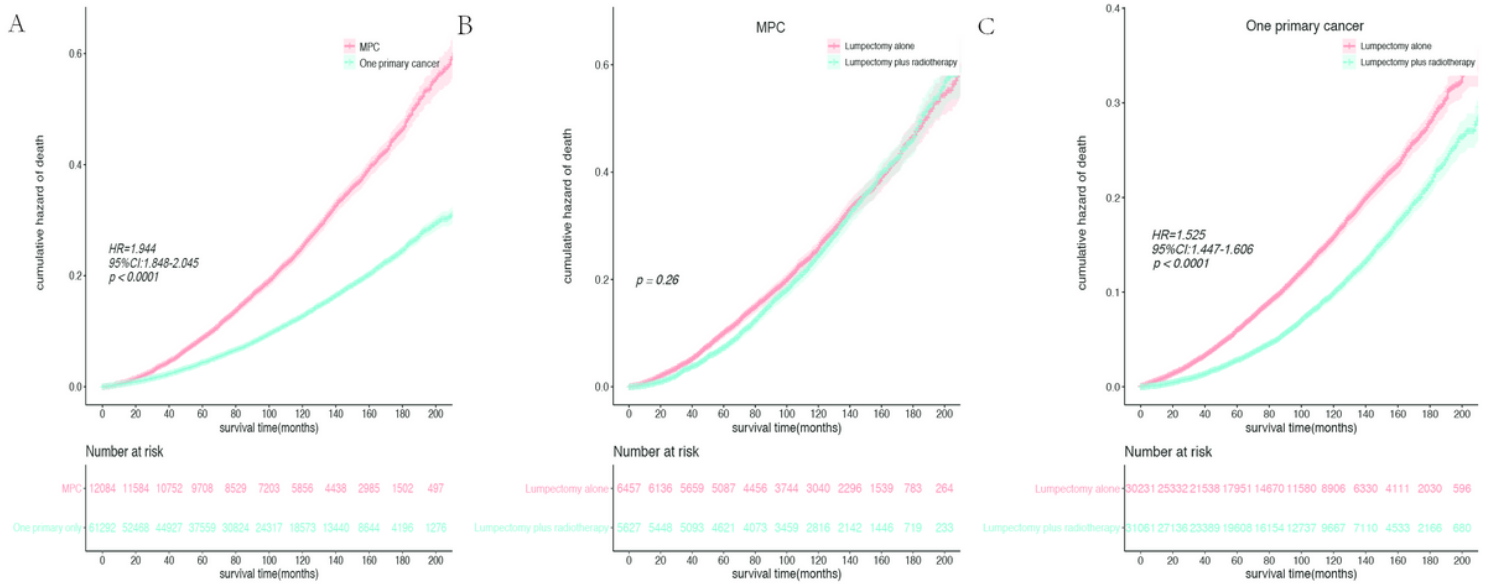 A
0.6
0.4
0.2
0.0
cumulative hazard of death
MPC
One primary cancer
HR=1.944
95%CI:1.848-2.045
p < 0.0001
0 20 40 60 80 100 120 140 160 180 200
survival time(months)
Number at risk
MPC 12084 11584 10752 9708 8529 7203 5856 4438 2985 1502 497
One primary only 61292 52468 44927 37559 30824 24317 18573 13440 8644 4196 1276
0 20 40 60 80 100 120 140 160 180 200
survival time(months)
B
MPC
0.6
0.4
0.2
0.0
cumulative hazard of death
Lumpectomy alone
Lumpectomy plus radiotherapy
p = 0.26
0 20 40 60 80 100 120 140 160 180 200
survival time(months)
Number at risk
Lumpectomy alone 6457 6136 5659 5087 4456 3744 3040 2296 1539 783 264
Lumpectomy plus radiotherapy 5627 5448 5093 4621 4073 3459 2816 2142 1446 719 233
0 20 40 60 80 100 120 140 160 180 200
survival time(months)
C
One primary cancer
0.4
0.3
0.2
0.1
0.0
cumulative hazard of death
Lumpectomy alone
Lumpectomy plus radiotherapy
HR=1.525
95%CI:1.447-1.606
p < 0.0001
0 20 40 60 80 100 120 140 160 180 200
survival time(months)
Number at risk
Lumpectomy alone 30231 25332 21538 17951 14670 11580 8906 6330 4111 2030 596
Lumpectomy plus radiotherapy 31061 27136 23389 19608 16154 12737 9667 7110 4533 2166 680
0 20 40 60 80 100 120 140 160 180 200
survival time(months)